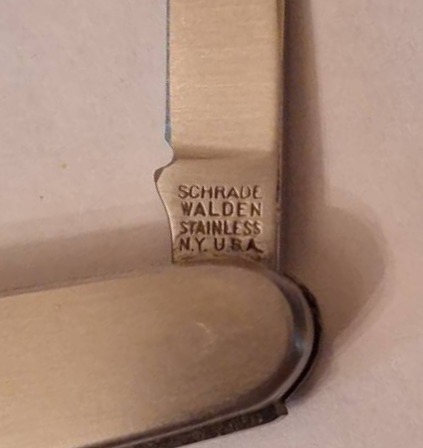 SCHRADE
WALDEN
STAINLESS
N.Y. U.S.A.